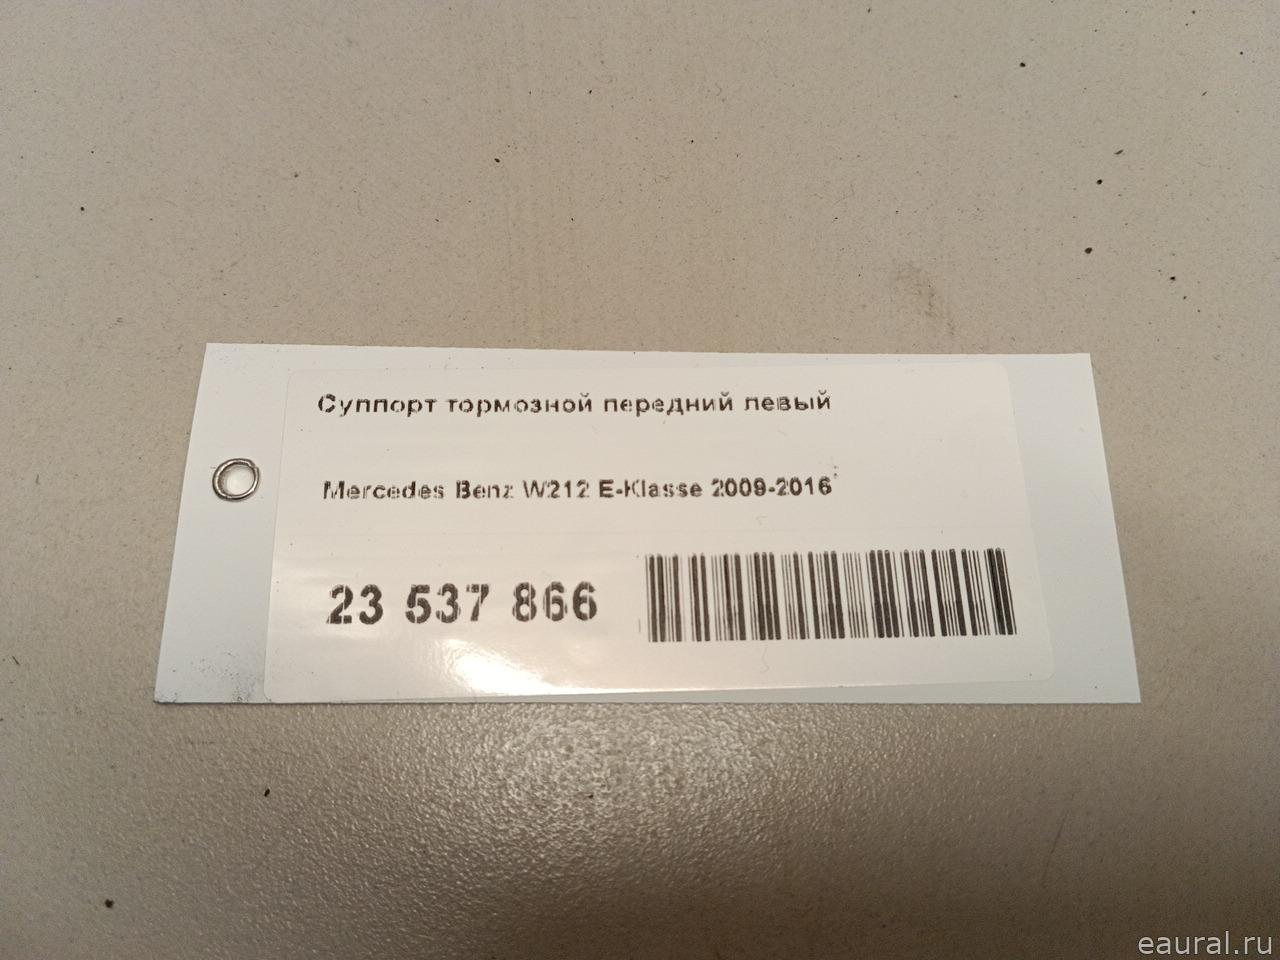 Суппорт тормозной передний левый
Mercedes Benz W212 E-Klasse 2009-2016
23 537 866
eaural.ru